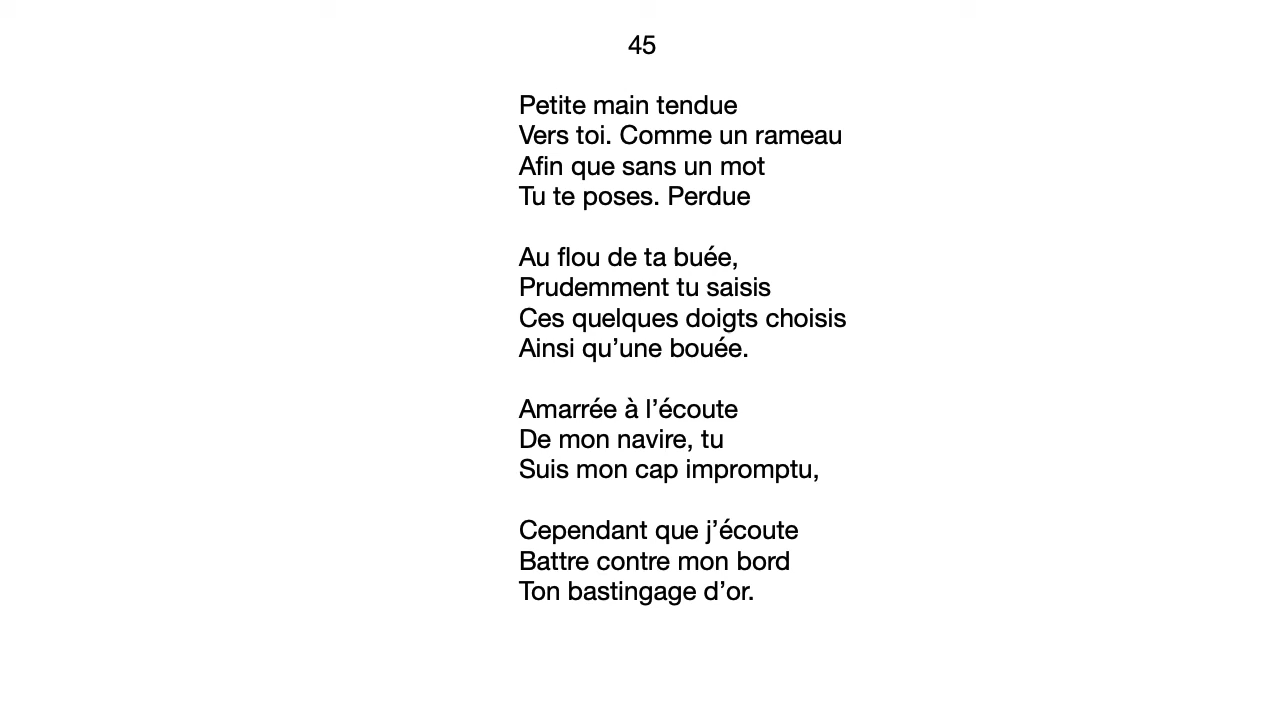 45
Petite main tendue
Vers toi. Comme un rameau
Afin que sans un mot
Tu te poses. Perdue
Au flou de ta buée,
Prudemment tu saisis
Ces quelques doigts choisis
Ainsi qu’une bouée.
Amarrée à l’écoute
De mon navire, tu
Suis mon cap impromptu,
Cependant que j’écoute
Battre contre mon bord
Ton bastingage d’or.